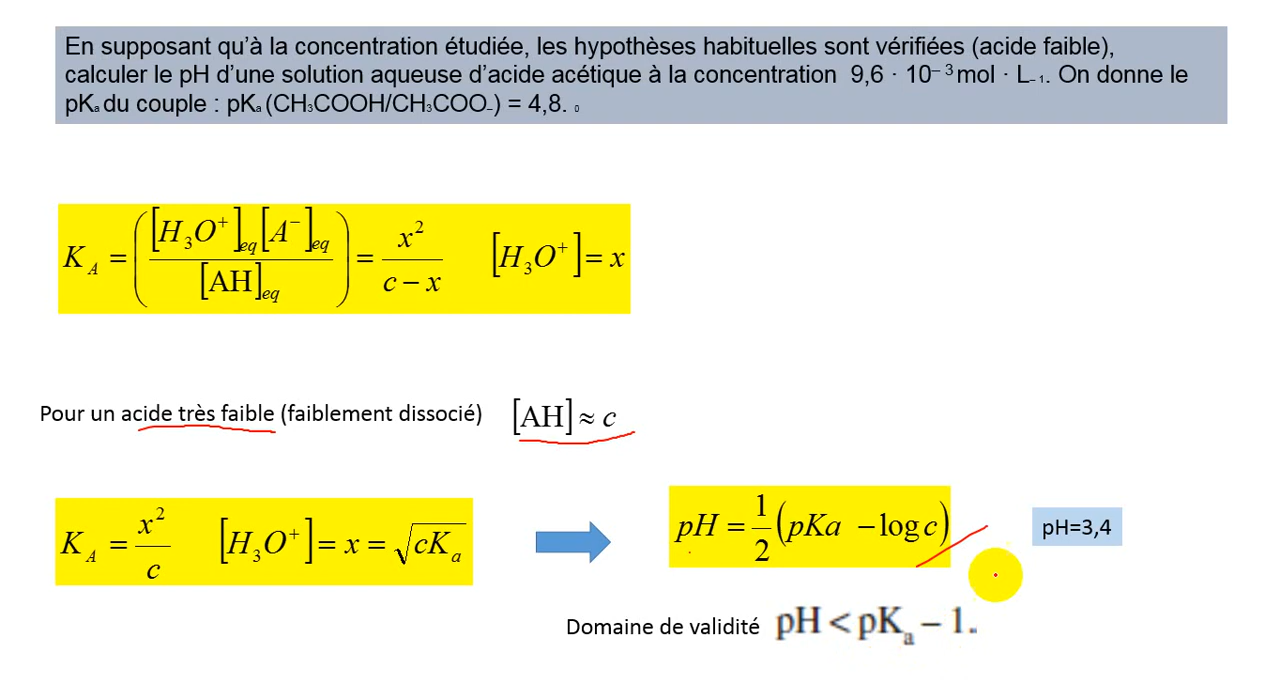 En supposant qu'à la concentration étudiée, les hypothèses habituelles sont vérifiées (acide faible),
calculer le pH d'une solution aqueuse d'acide acétique à la concentration 9,6 · 10⁻³ mol · L₋₁. On donne le
pKₐ du couple : pKₐ (CH₃COOH/CH₃COO₋) = 4,8. ₀
K_A = ([H₃O⁺]_eq [A⁻]_eq / [AH]_eq) = x² / (c − x)   [H₃O⁺] = x
Pour un acide très faible (faiblement dissocié) [AH] ≈ c
K_A = x² / c   [H₃O⁺] = x = √(cKₐ)   pH = 1/2 (pKa − log c)   pH=3,4
Domaine de validité pH < pKₐ − 1.